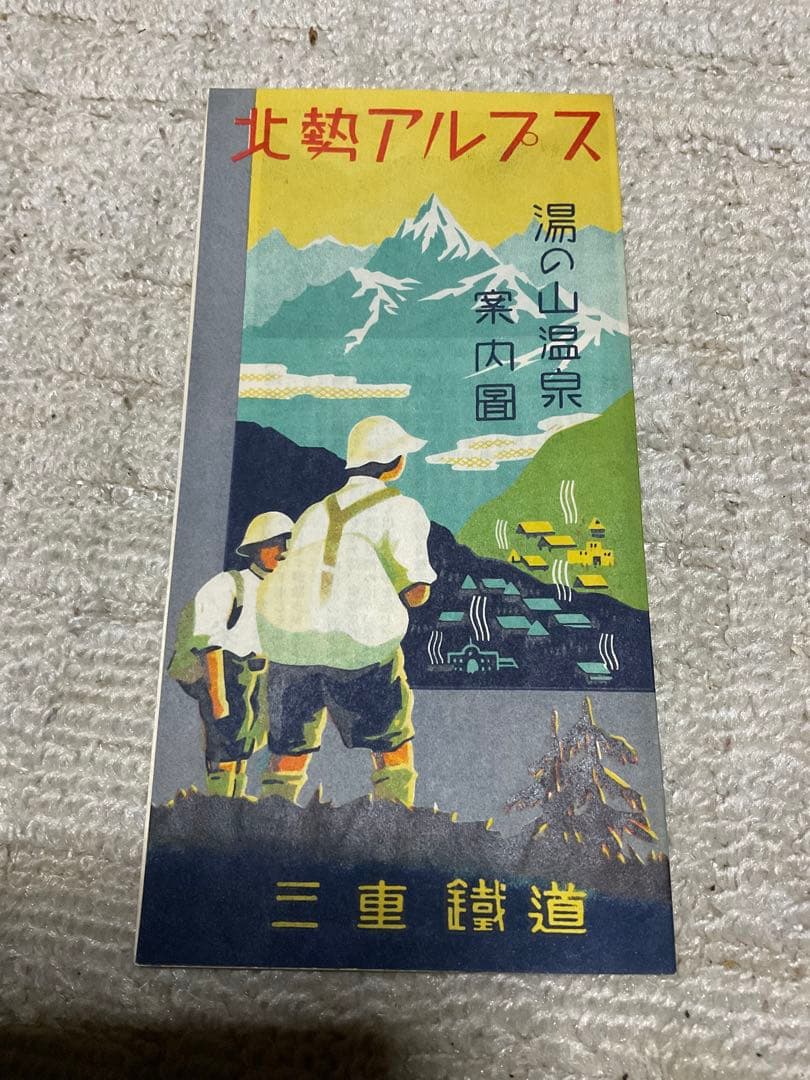 北勢アルプス
湯の山温泉
案内圖
三重鐵道